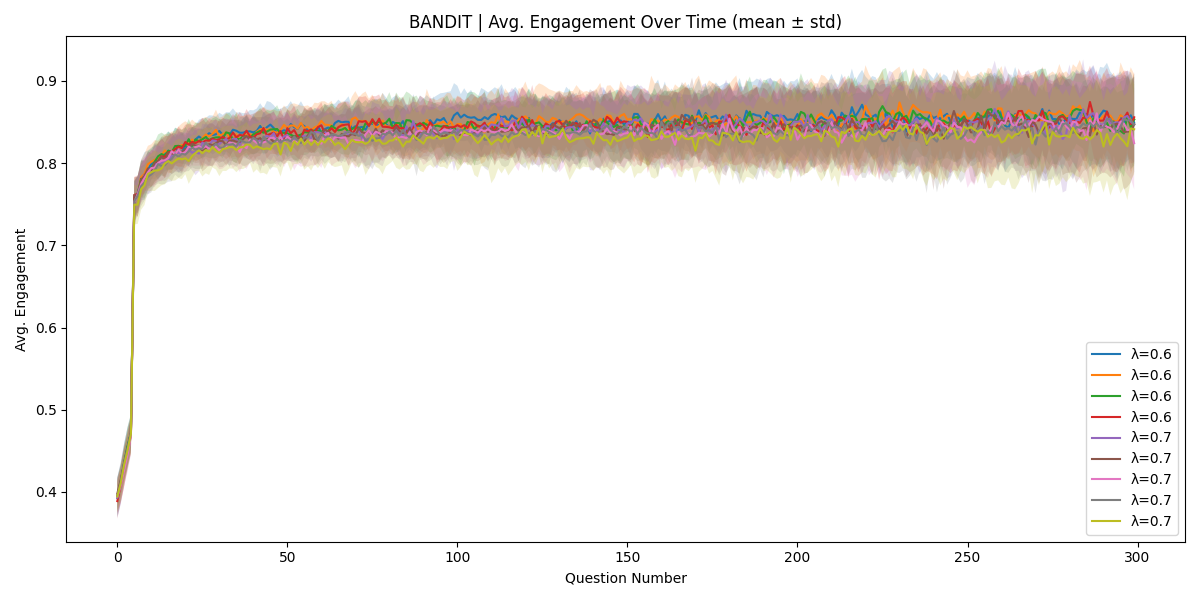 BANDIT | Avg. Engagement Over Time (mean ± std)
Avg. Engagement
0.9
0.8
0.7
0.6
0.5
0.4
0 50 100 150 200 250 300
Question Number
λ=0.6
λ=0.6
λ=0.6
λ=0.6
λ=0.7
λ=0.7
λ=0.7
λ=0.7
λ=0.7